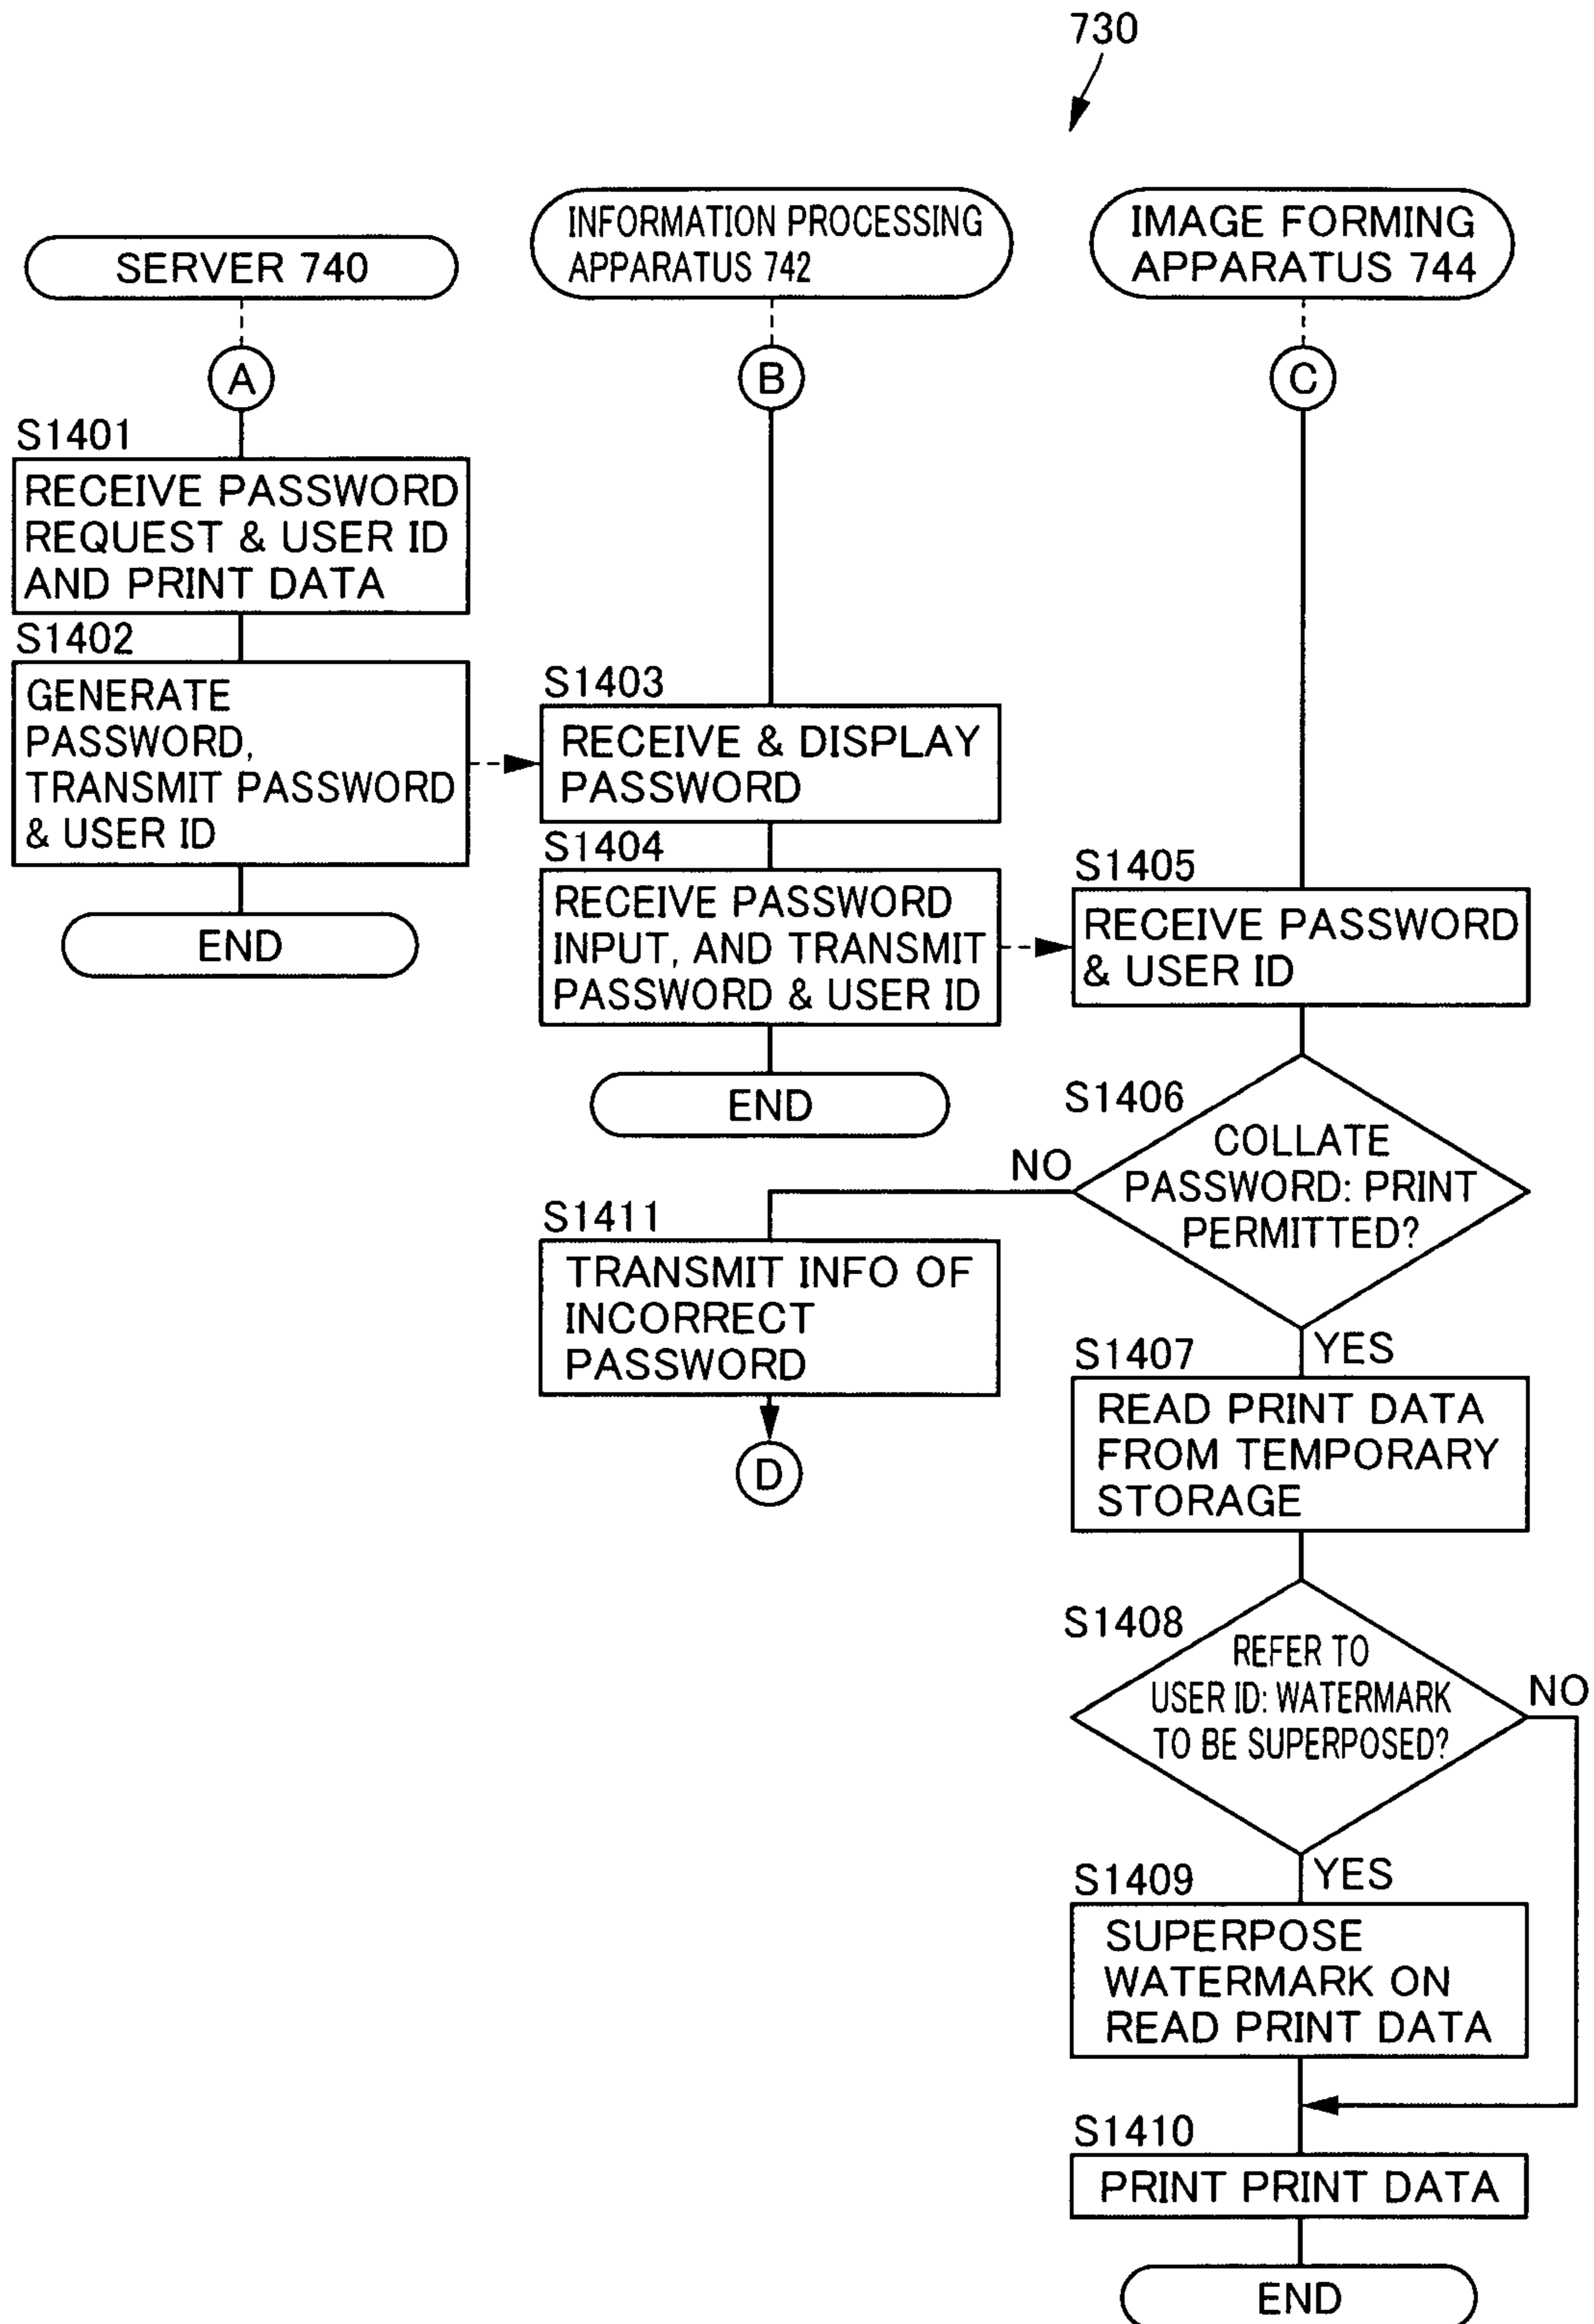 730
SERVER 740
INFORMATION PROCESSING
APPARATUS 742
IMAGE FORMING
APPARATUS 744
A
B
C
S1401
RECEIVE PASSWORD
REQUEST & USER ID
AND PRINT DATA
S1402
GENERATE
PASSWORD,
TRANSMIT PASSWORD
& USER ID
END
S1403
RECEIVE & DISPLAY
PASSWORD
S1404
RECEIVE PASSWORD
INPUT, AND TRANSMIT
PASSWORD & USER ID
END
S1405
RECEIVE PASSWORD
& USER ID
S1406
COLLATE
PASSWORD: PRINT
PERMITTED?
NO
S1411
TRANSMIT INFO OF
INCORRECT
PASSWORD
D
YES
S1407
READ PRINT DATA
FROM TEMPORARY
STORAGE
S1408
REFER TO
USER ID: WATERMARK
TO BE SUPERPOSED?
NO
YES
S1409
SUPERPOSE
WATERMARK ON
READ PRINT DATA
S1410
PRINT PRINT DATA
END